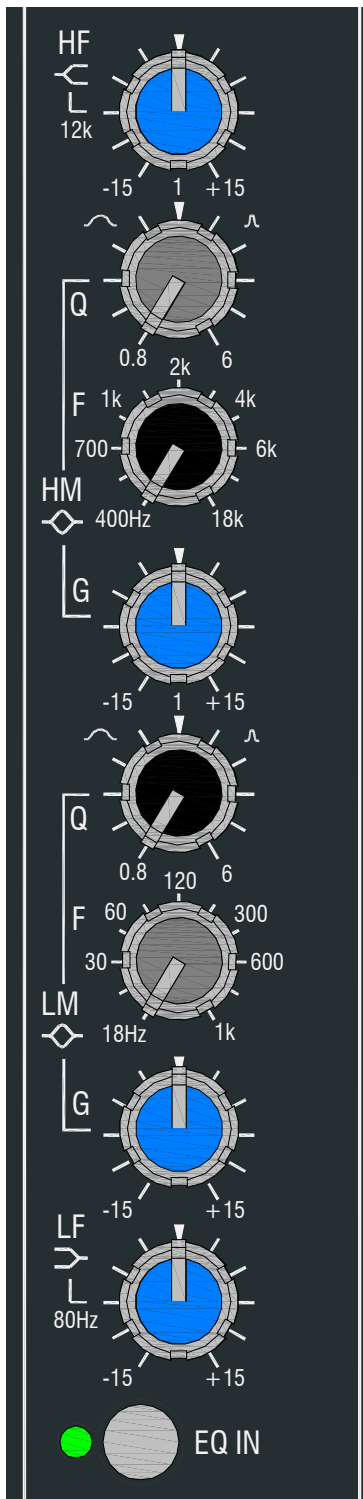 HF
12k
-15 1 +15
Q
0.8 6
2k
F 1k 4k
700 6k
HM
400Hz 18k
G
-15 1 +15
Q
0.8 6
120
F 60 300
30 600
LM
18Hz 1k
G
-15 +15
LF
80Hz
-15 +15
EQ IN